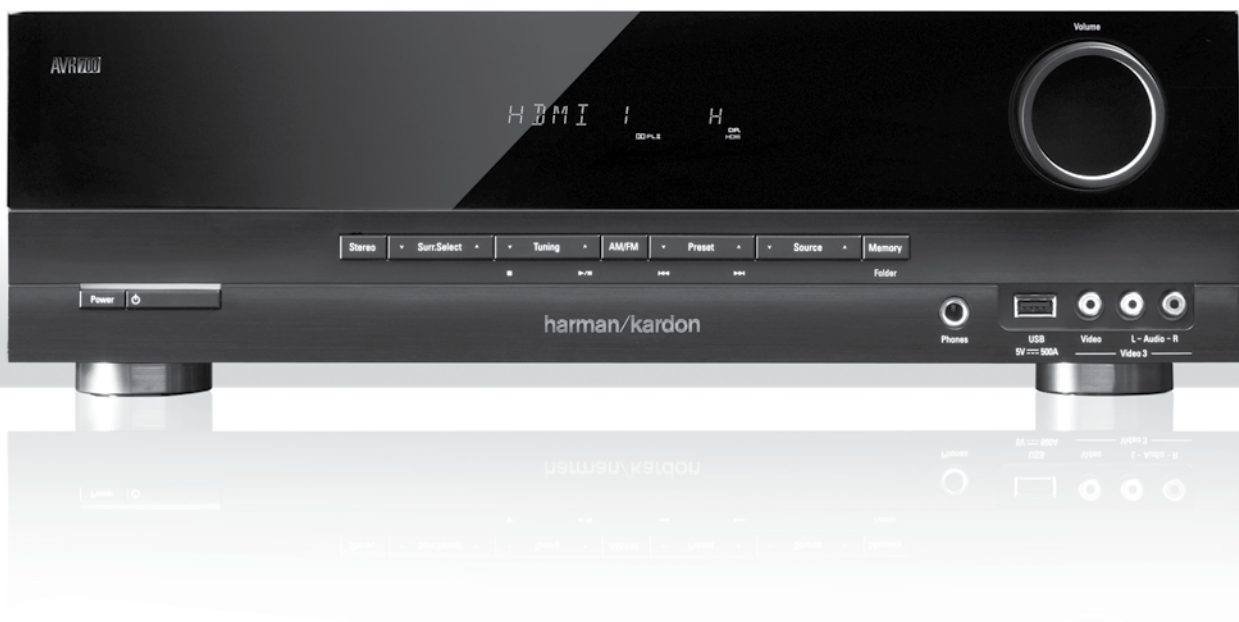 Volume
AVR 700
HDMI 1 H
Stereo Surr.Select Tuning AM/FM Preset Source Memory
Folder
Power
harman/kardon
Phones USB Video L - Audio - R
5V 500A Video 3